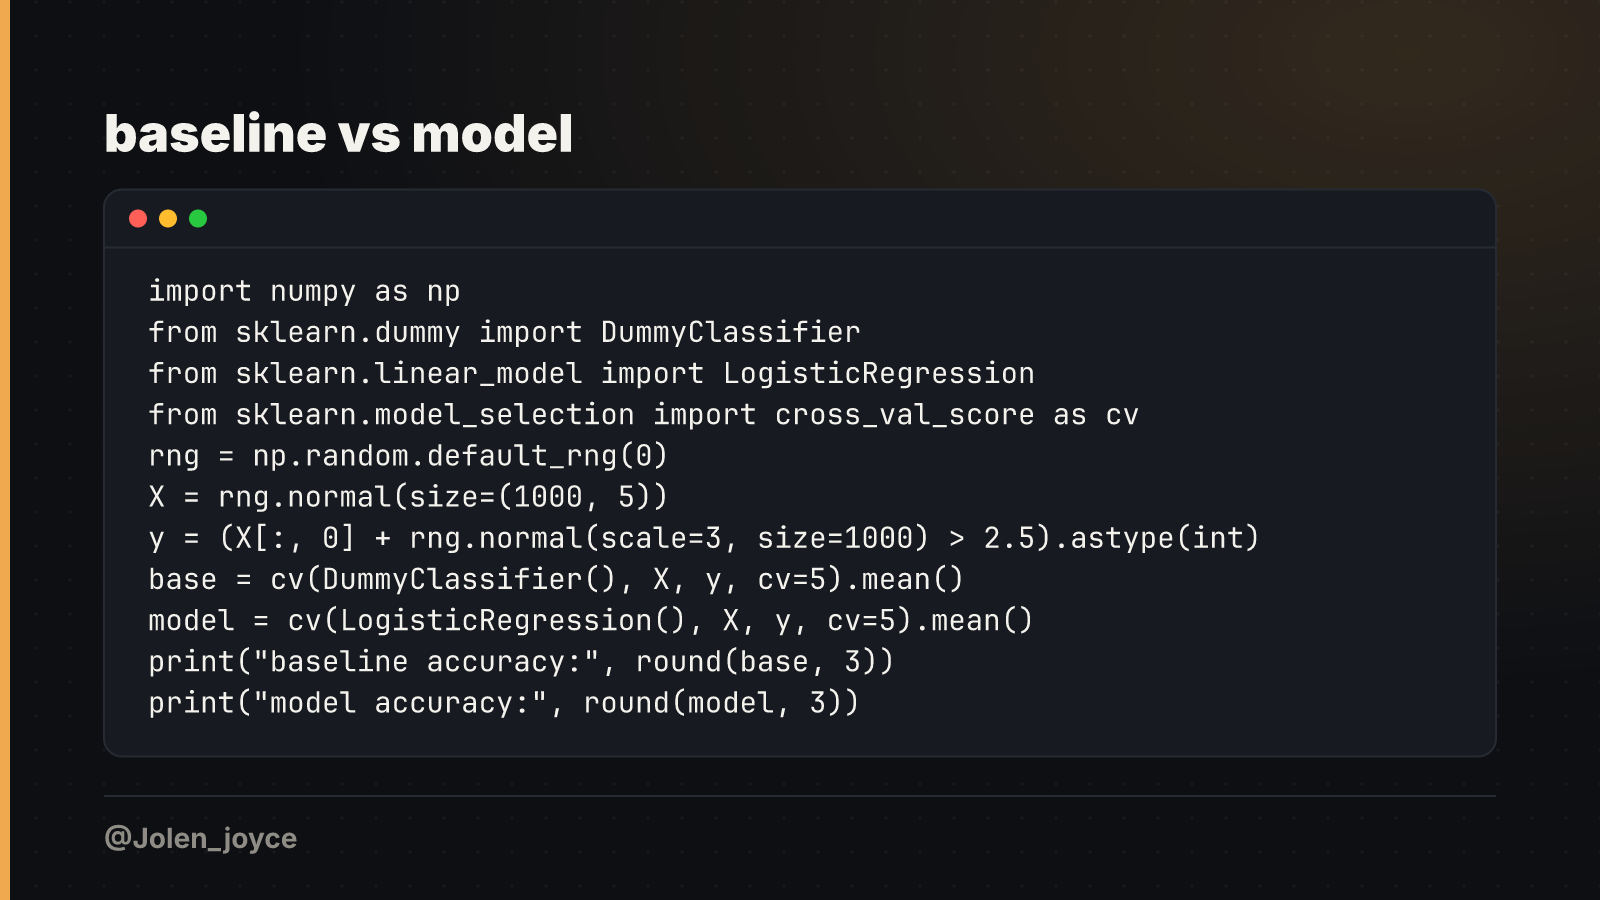 baseline vs model
import numpy as np
from sklearn.dummy import DummyClassifier
from sklearn.linear_model import LogisticRegression
from sklearn.model_selection import cross_val_score as cv
rng = np.random.default_rng(0)
X = rng.normal(size=(1000, 5))
y = (X[:, 0] + rng.normal(scale=3, size=1000) > 2.5).astype(int)
base = cv(DummyClassifier(), X, y, cv=5).mean()
model = cv(LogisticRegression(), X, y, cv=5).mean()
print("baseline accuracy:", round(base, 3))
print("model accuracy:", round(model, 3))
@Jolen_joyce